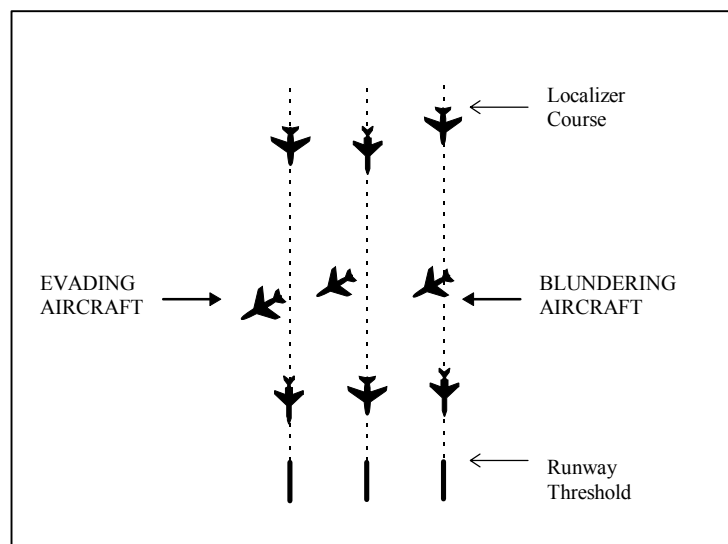 Localizer
Course
EVADING
AIRCRAFT
BLUNDERING
AIRCRAFT
Runway
Threshold